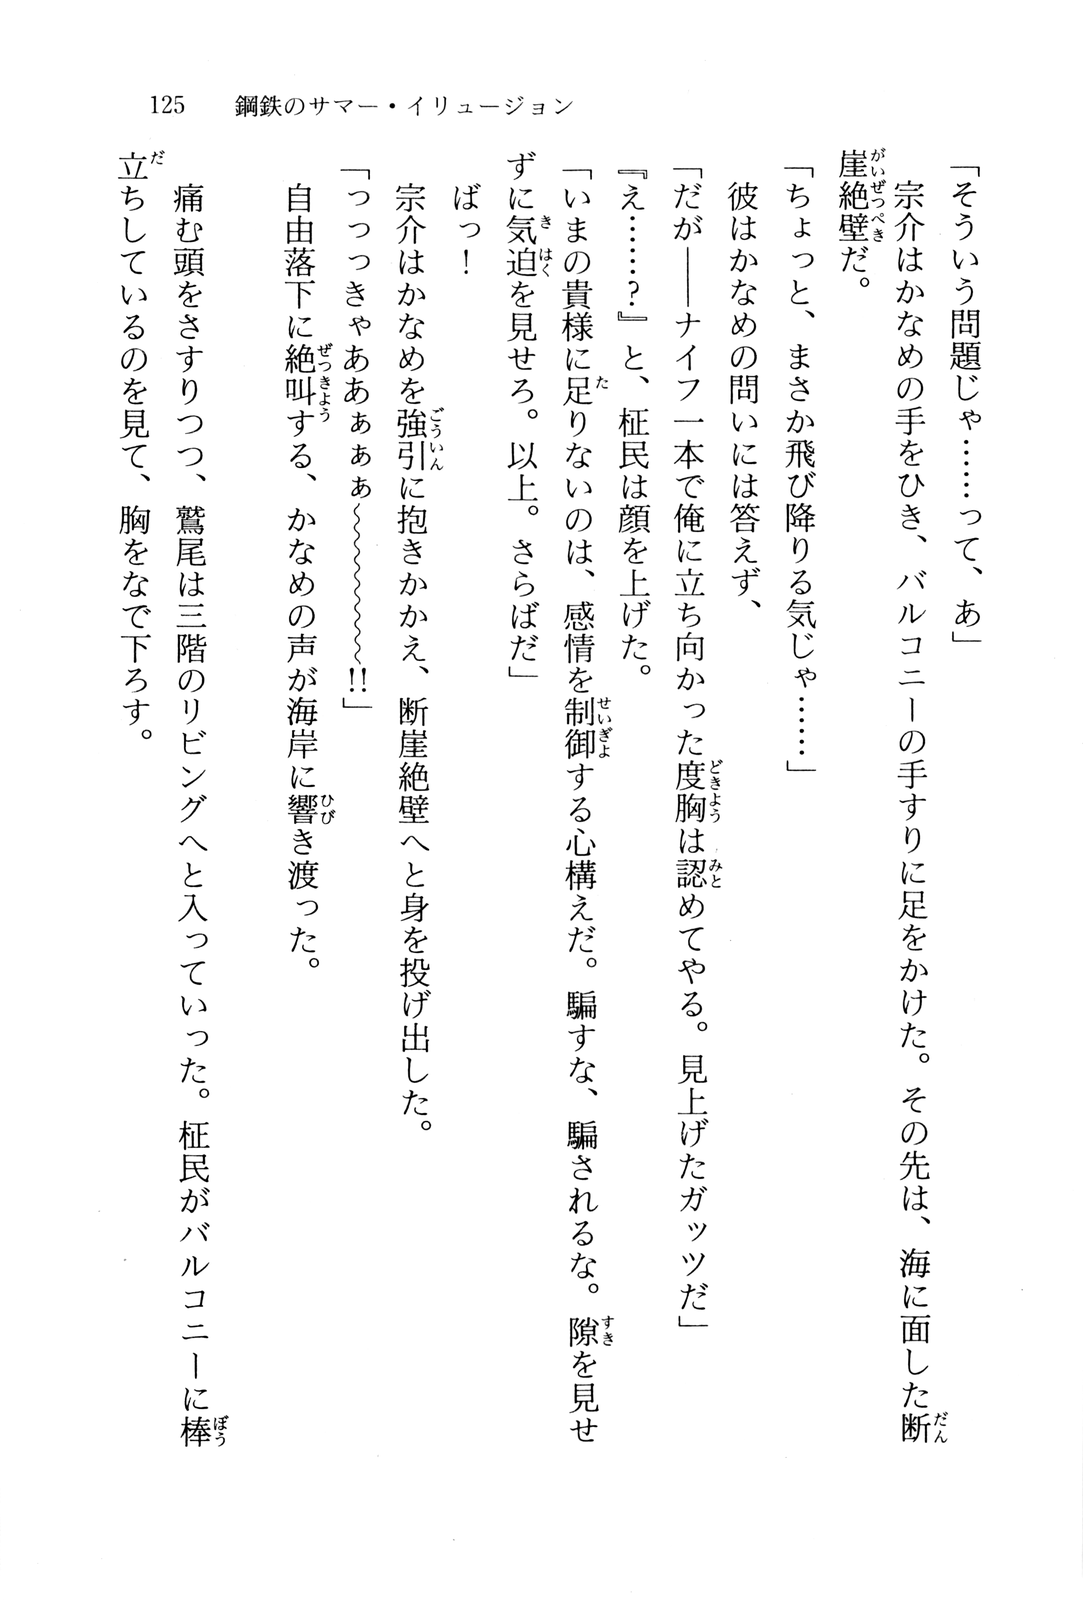 125　鋼鉄のサマー・イリュージョン
「そういう問題じゃ……って、あ」
　宗介はかなめの手をひき、バルコニーの手すりに足をかけた。その先は、海に面した断
崖絶壁だ。
「ちょっと、まさか飛び降りる気じゃ……」
　彼はかなめの問いには答えず、
「だが――ナイフ一本で俺に立ち向かった度胸は認めてやる。見上げたガッツだ」
『え……?』と、柾民は顔を上げた。
「いまの貴様に足りないのは、感情を制御する心構えだ。騙すな、騙されるな。隙を見せ
ずに気迫を見せろ。以上。さらばだ」
　ばっ！
　宗介はかなめを強引に抱きかかえ、断崖絶壁へと身を投げ出した。
「っっっきゃああぁぁぁ〜〜〜〜〜〜!!」
　自由落下に絶叫する、かなめの声が海岸に響き渡った。
　痛む頭をさすりつつ、鷲尾は三階のリビングへと入っていった。柾民がバルコニーに棒
立ちしているのを見て、胸をなで下ろす。